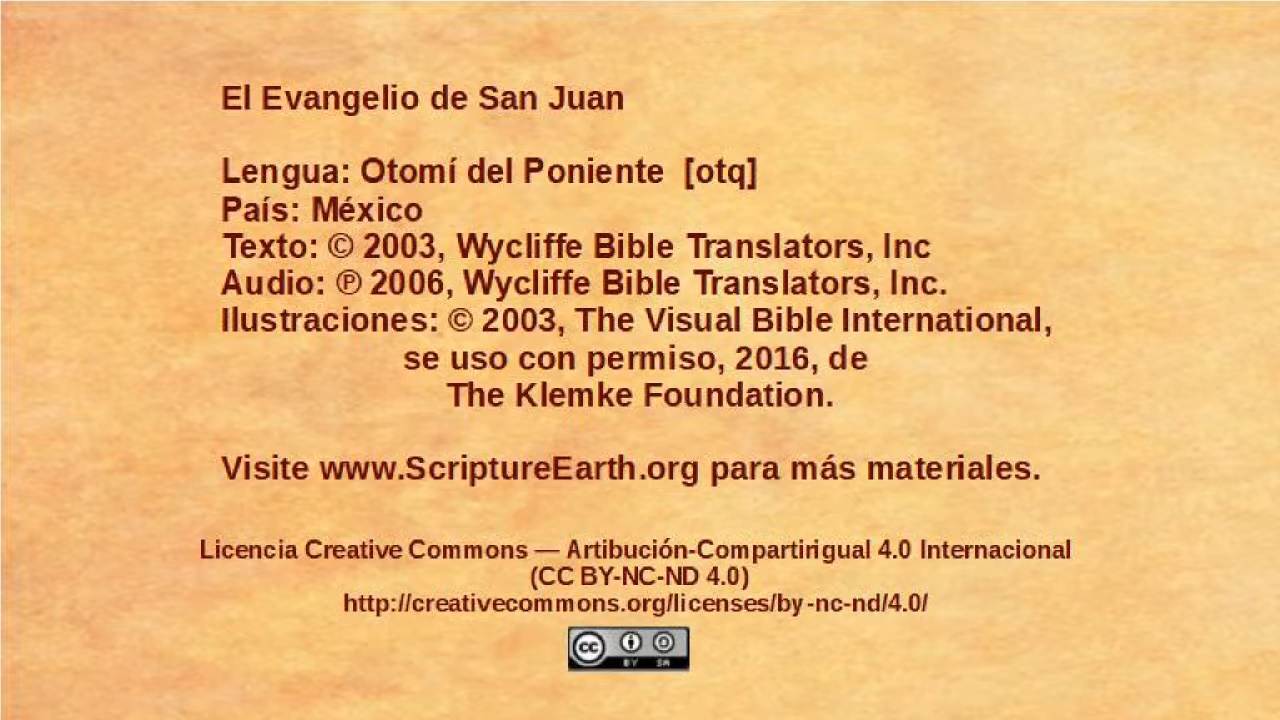 El Evangelio de San Juan
Lengua: Otomí del Poniente [otq]
País: México
Texto: © 2003, Wycliffe Bible Translators, Inc
Audio: ℗ 2006, Wycliffe Bible Translators, Inc.
Ilustraciones: © 2003, The Visual Bible International,
se uso con permiso, 2016, de
The Klemke Foundation.
Visite www.ScriptureEarth.org para más materiales.
Licencia Creative Commons — Artibución-Compartirigual 4.0 Internacional
(CC BY-NC-ND 4.0)
http://creativecommons.org/licenses/by-nc-nd/4.0/
cc BY SA